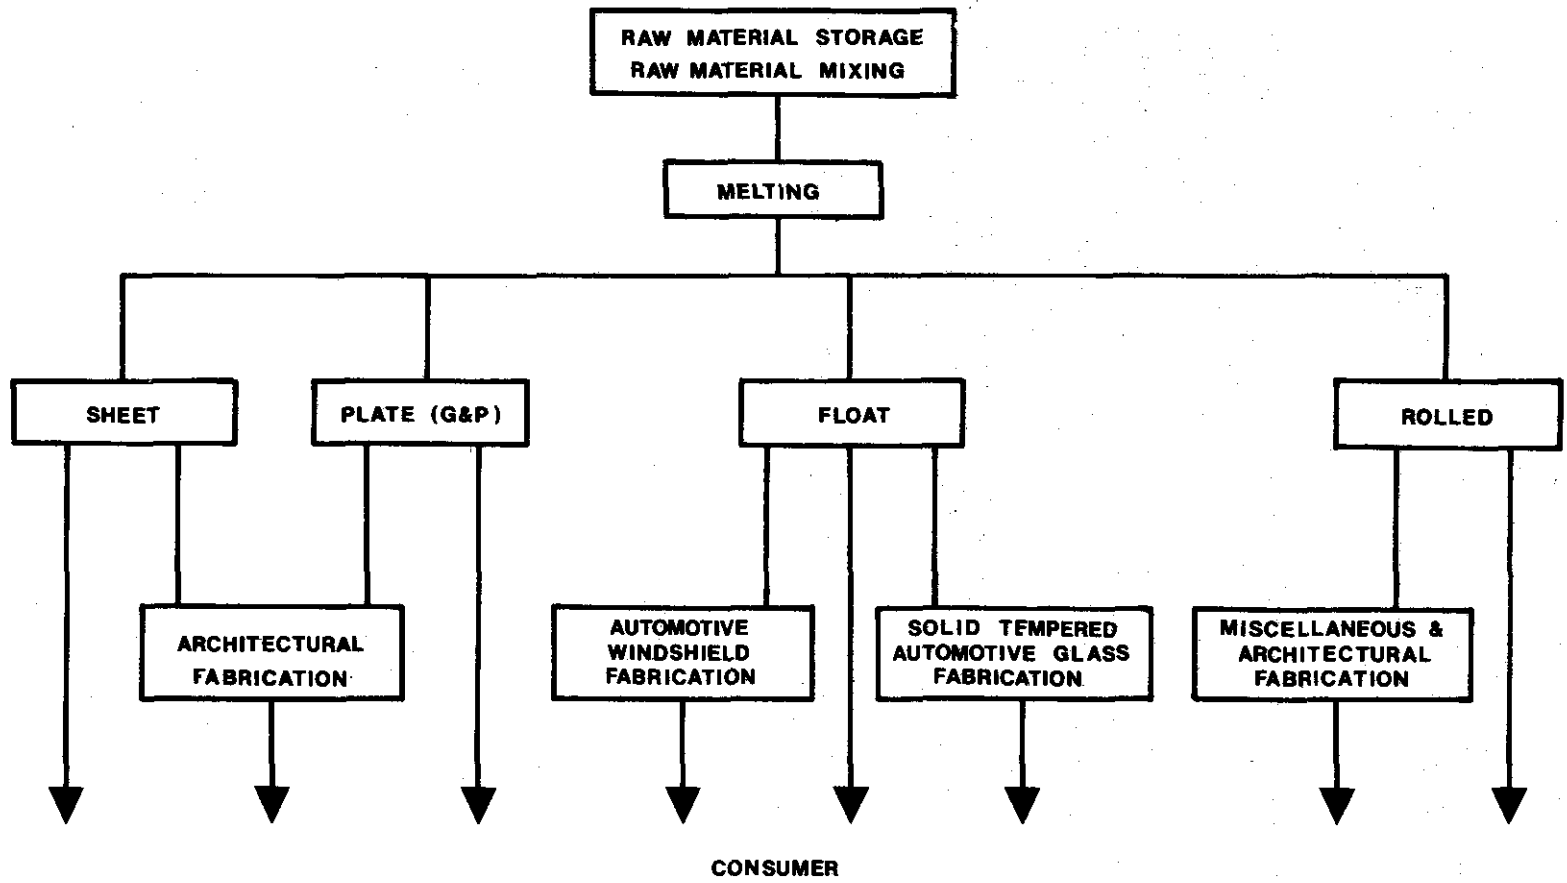 RAW MATERIAL STORAGE
RAW MATERIAL MIXING
MELTING
SHEET
PLATE (G&P)
FLOAT
ROLLED
ARCHITECTURAL
FABRICATION
AUTOMOTIVE
WINDSHIELD
FABRICATION
SOLID TEMPERED
AUTOMOTIVE GLASS
FABRICATION
MISCELLANEOUS &
ARCHITECTURAL
FABRICATION
CONSUMER